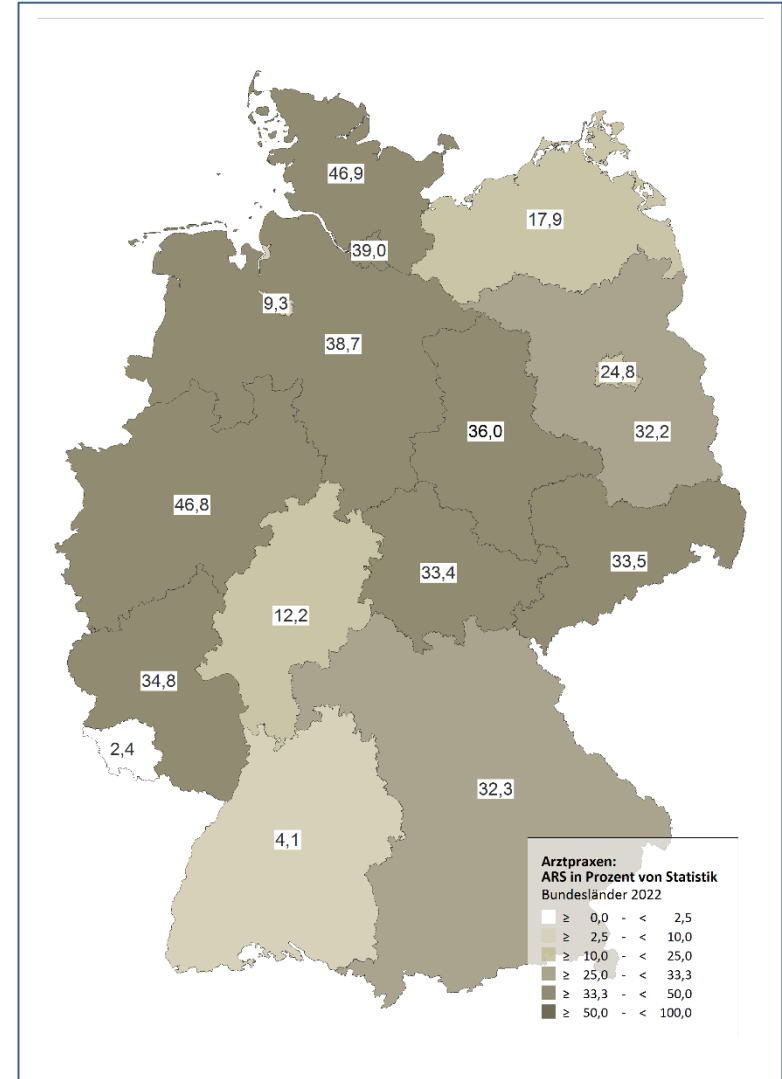 46,9
17,9
39,0
9,3
38,7
24,8
36,0
32,2
46,8
33,4
33,5
12,2
34,8
2,4
32,3
4,1
Arztpraxen:
ARS in Prozent von Statistik
Bundesländer 2022
≥ 0,0 - < 2,5
≥ 2,5 - < 10,0
≥ 10,0 - < 25,0
≥ 25,0 - < 33,3
≥ 33,3 - < 50,0
≥ 50,0 - < 100,0